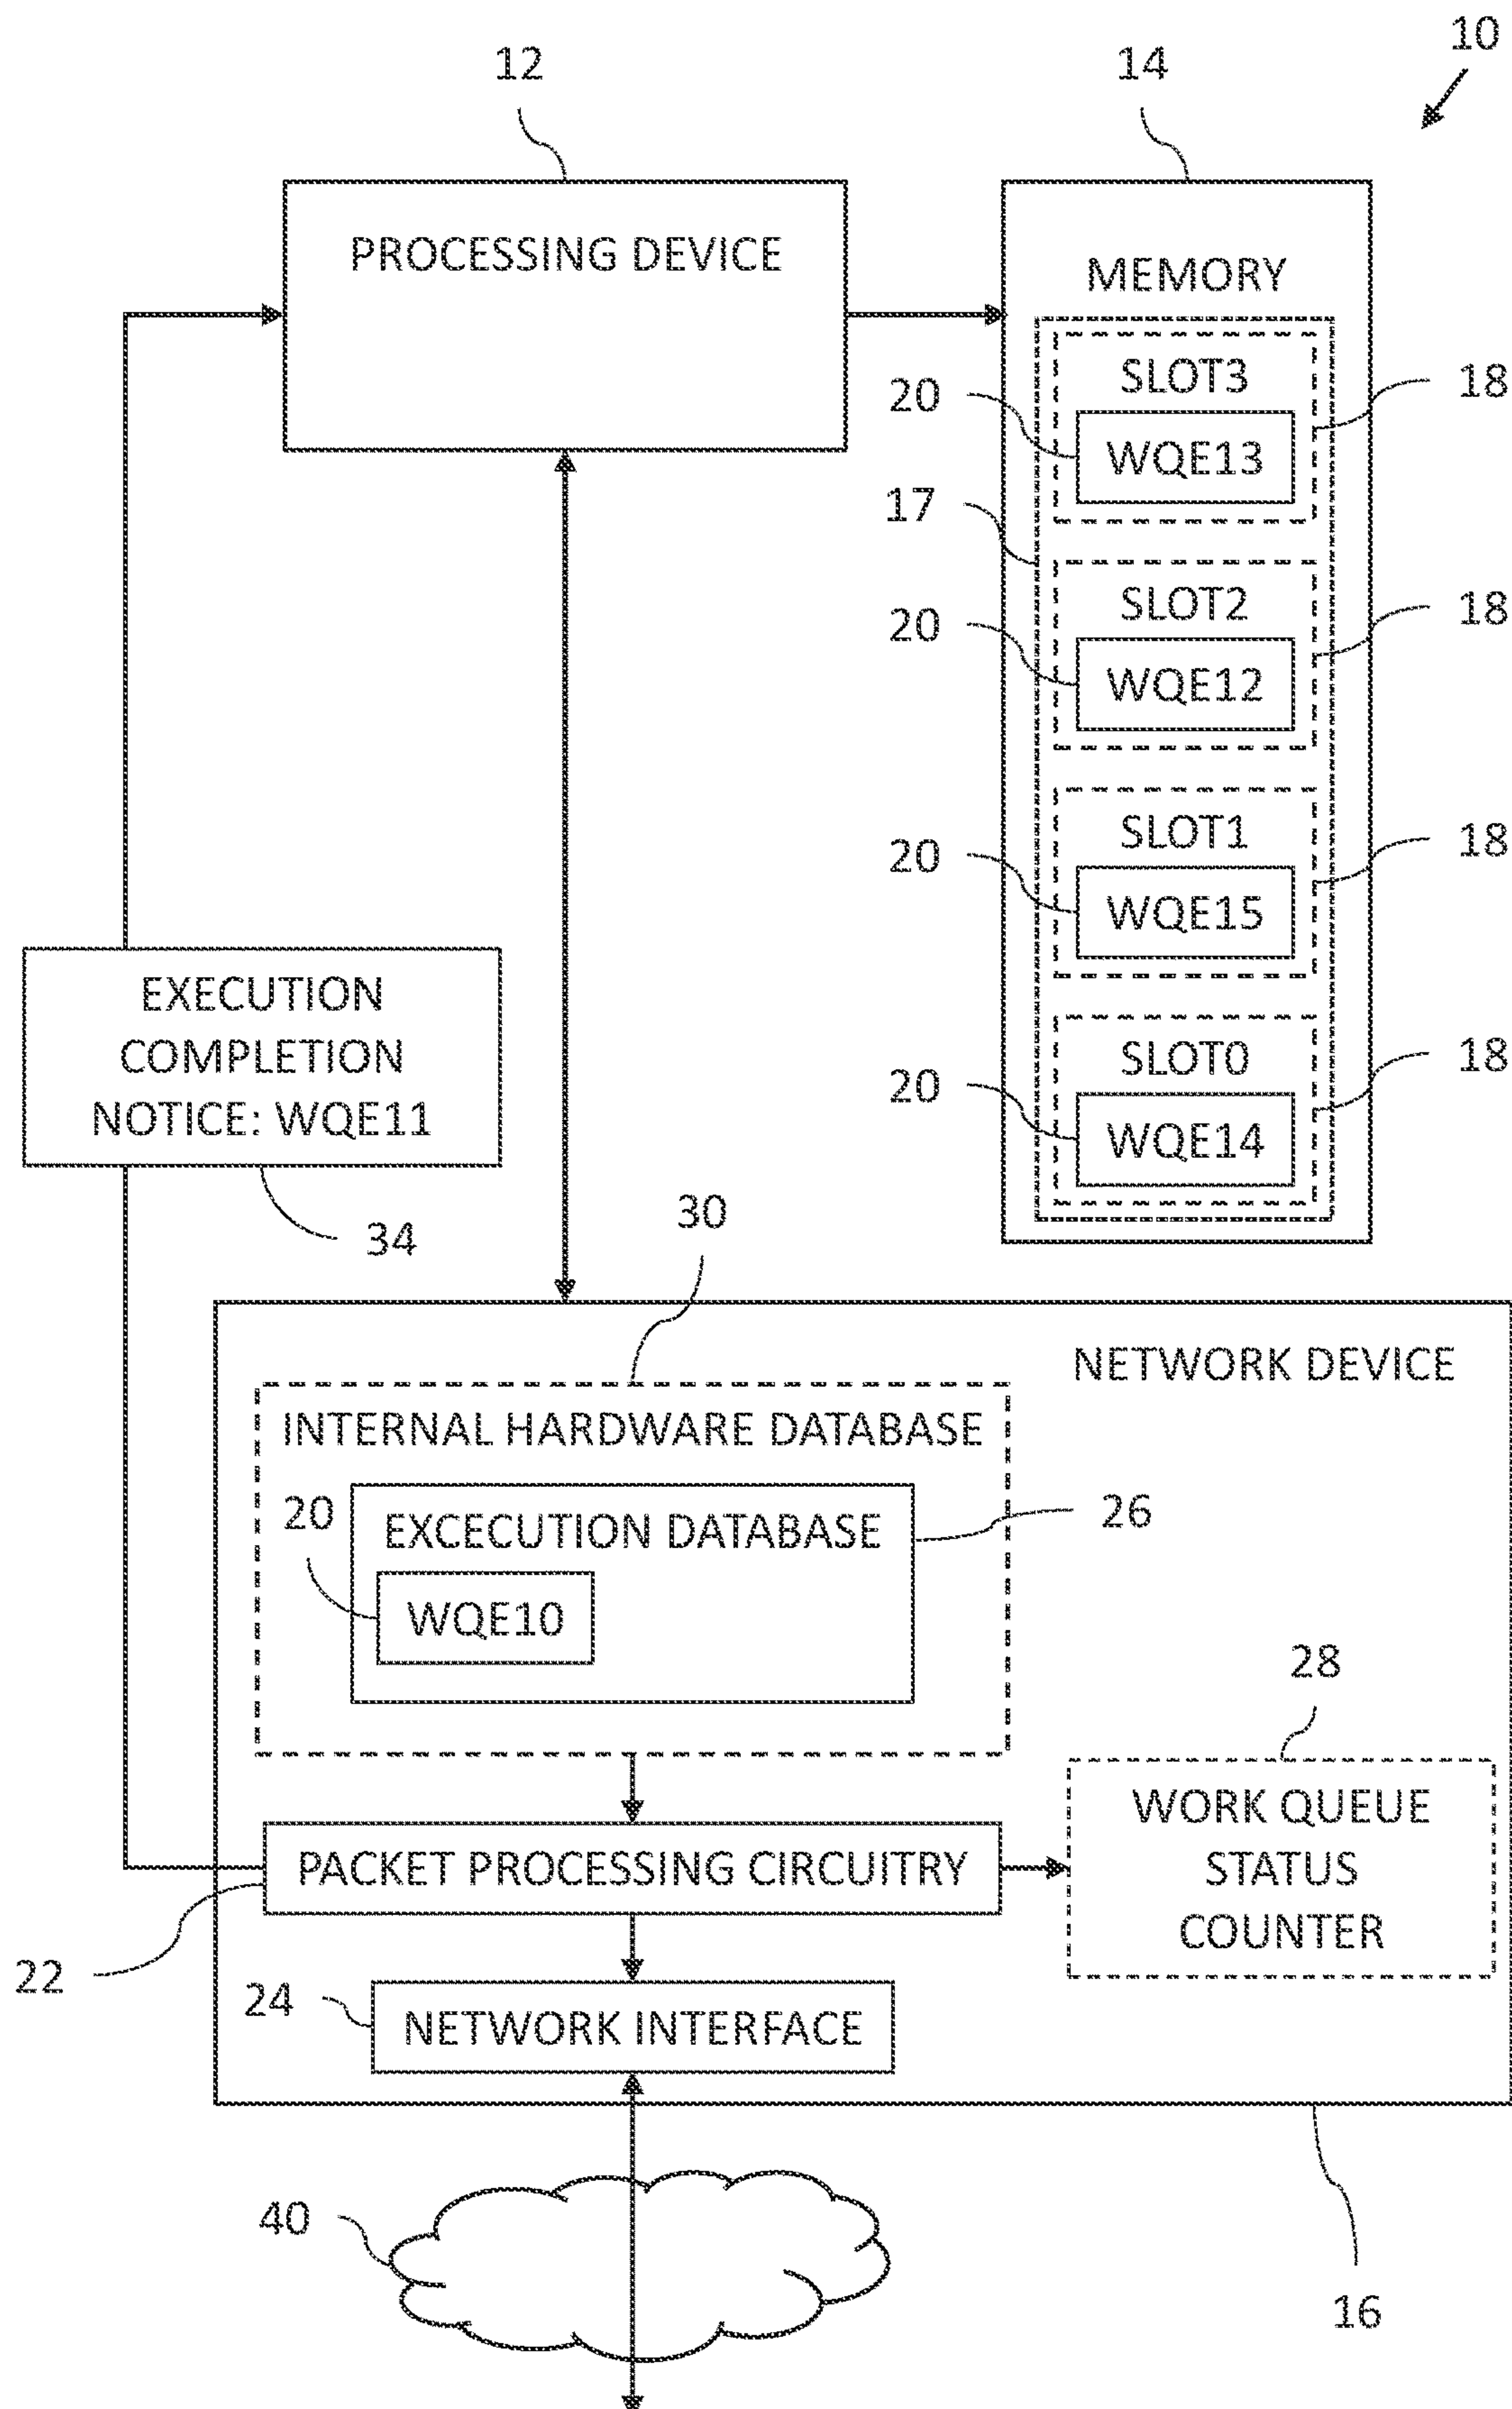 10
12
14
PROCESSING DEVICE
MEMORY
SLOT3
20
18
WQE13
17
SLOT2
20
18
WQE12
SLOT1
20
18
WQE15
EXECUTION
COMPLETION
NOTICE: WQE11
SLOT0
20
18
WQE14
34
30
NETWORK DEVICE
INTERNAL HARDWARE DATABASE
20
EXCECUTION DATABASE
26
WQE10
28
WORK QUEUE
STATUS
COUNTER
PACKET PROCESSING CIRCUITRY
22
24
NETWORK INTERFACE
40
16